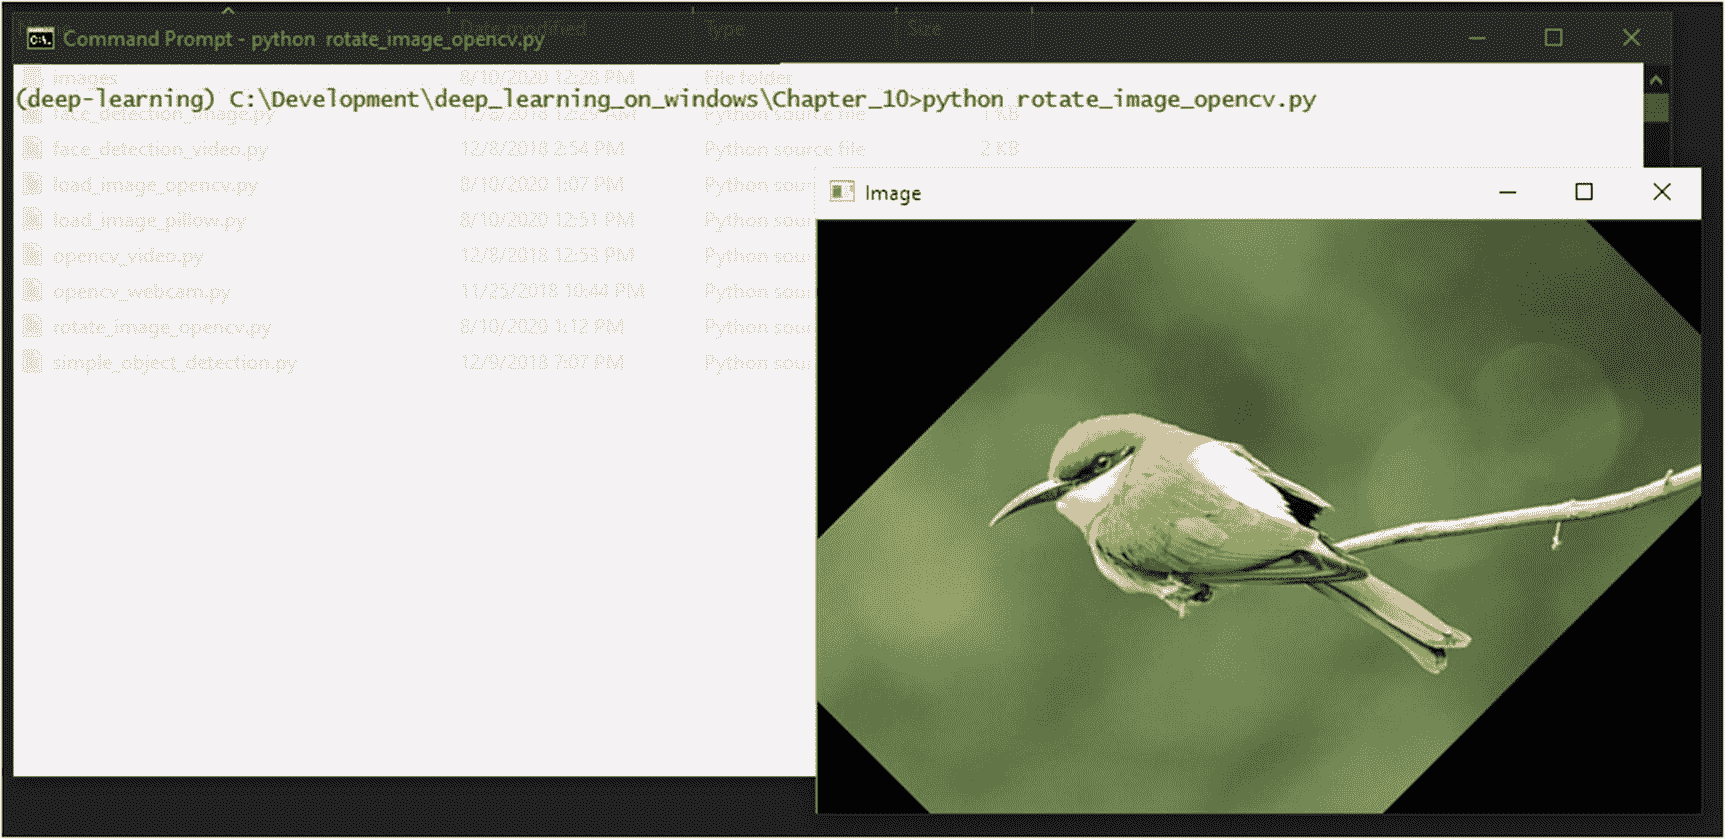 Name Date modified Type Size
Command Prompt - python rotate_image_opencv.py
images 8/10/2020 12:28 PM File folder
(deep-learning) C:\Development\deep_learning_on_windows\Chapter_10>python rotate_image_opencv.py
face_detection_image.py 12/8/2018 12:29 AM Python source file 1 KB
face_detection_video.py 12/8/2018 2:54 PM Python source file 2 KB
load_image_opencv.py 8/10/2020 1:07 PM Python sou
Image
load_image_pillow.py 8/10/2020 12:51 PM Python sou
opencv_video.py 12/8/2018 12:53 PM Python sou
opencv_webcam.py 11/25/2018 10:44 PM Python sou
rotate_image_opencv.py 8/10/2020 1:12 PM Python sou
simple_object_detection.py 12/9/2018 7:07 PM Python sou